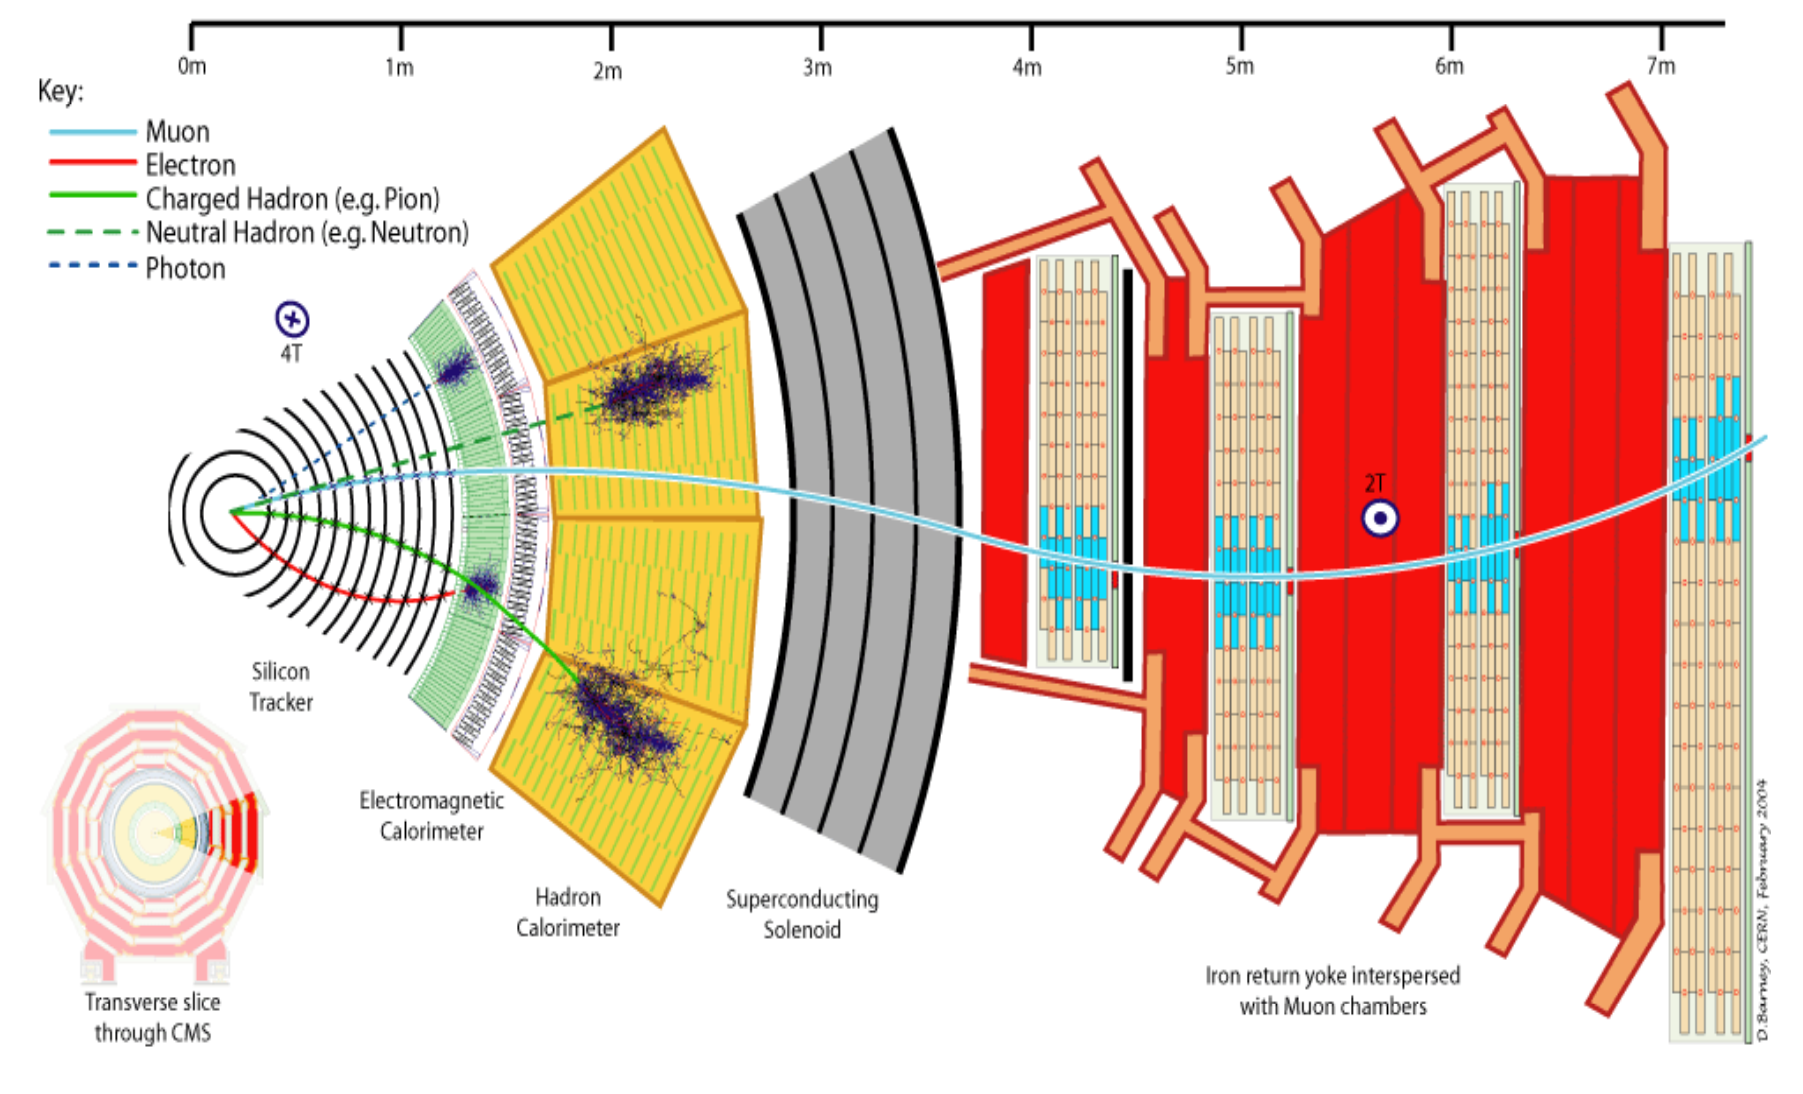 0m
1m
2m
3m
4m
5m
6m
7m
Key:
Muon
Electron
Charged Hadron (e.g. Pion)
Neutral Hadron (e.g. Neutron)
Photon
4T
2T
Silicon
Tracker
Electromagnetic
Calorimeter
Hadron
Calorimeter
Superconducting
Solenoid
Iron return yoke interspersed
with Muon chambers
Transverse slice
through CMS
D.Barney, CERN, February 2004